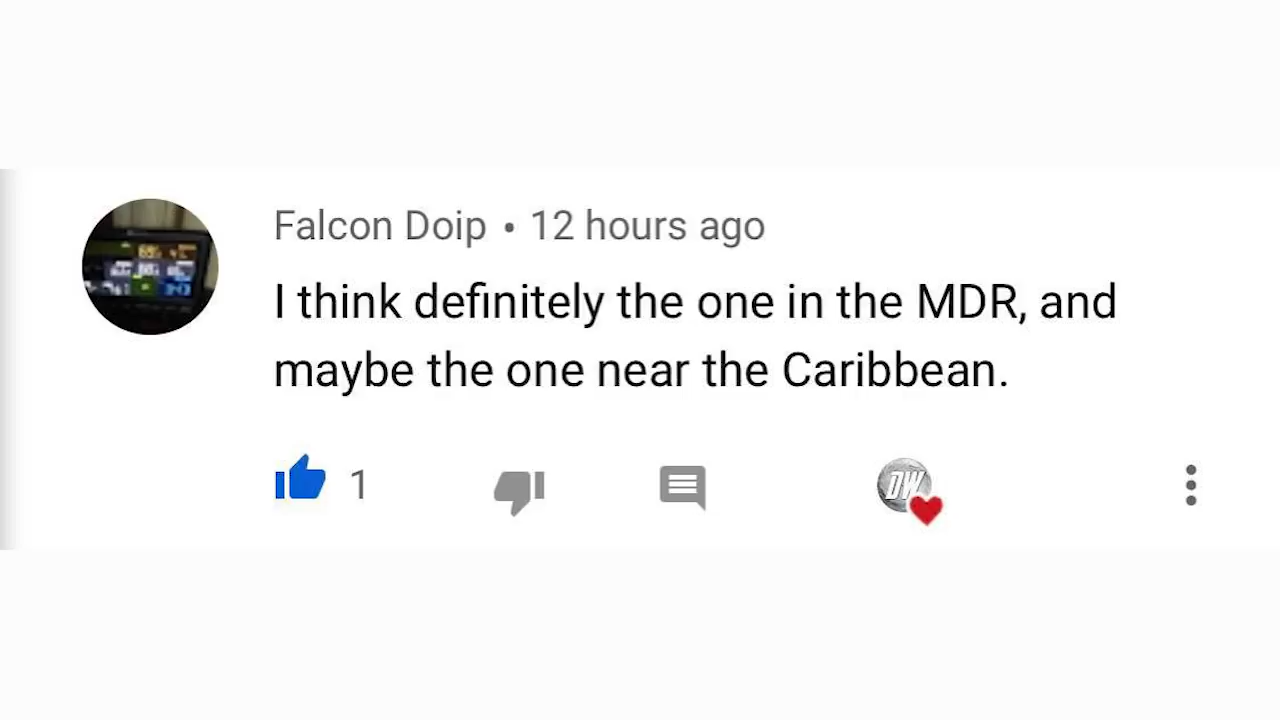 Falcon Doip • 12 hours ago
I think definitely the one in the MDR, and
maybe the one near the Caribbean.
1
DW